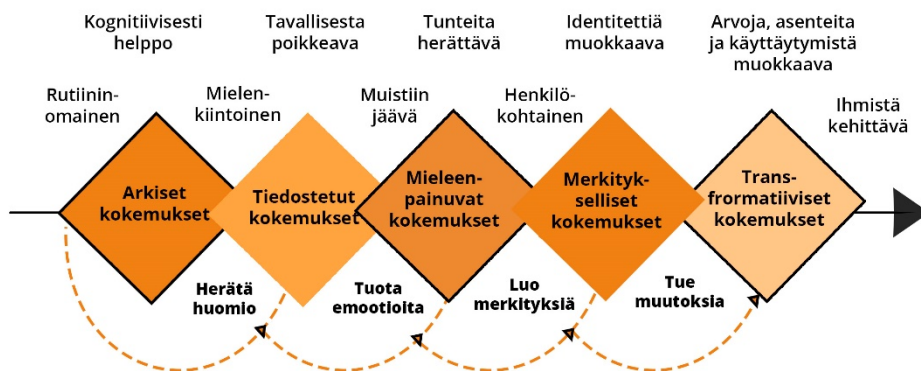 Kognitiivisesti
helppo
Tavallisesta
poikkeava
Tunteita
herättävä
Identitettiä
muokkaava
Arvoja, asenteita
ja käyttäytymistä
muokkaava
Rutiinin-
omainen
Mielen-
kiintoinen
Muistiin
jäävä
Henkilö-
kohtainen
Ihmistä
kehittävä
Arkiset
kokemukset
Tiedostetut
kokemukset
Mieleen-
painuvat
kokemukset
Merkityk-
selliset
kokemukset
Trans-
frormatiiviset
kokemukset
Herätä
huomio
Tuota
emootioita
Luo
merkityksiä
Tue
muutoksia